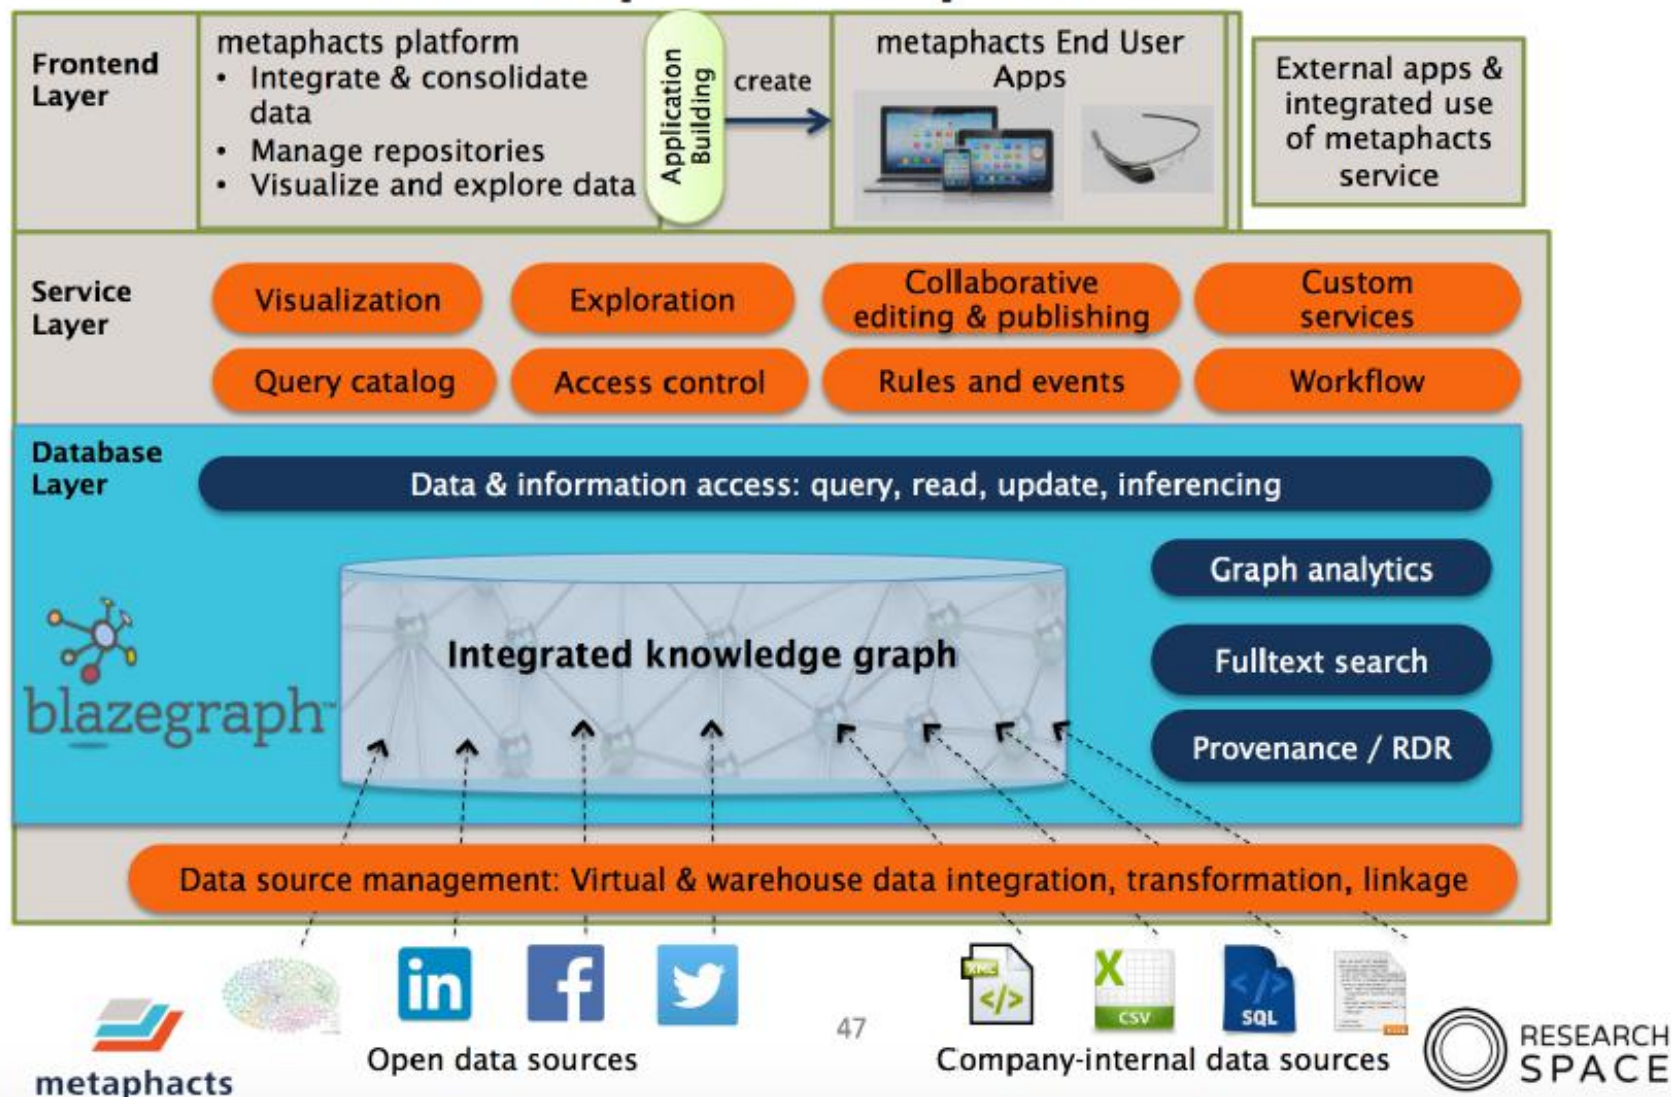 Frontend
Layer
metaphacts platform
• Integrate & consolidate
data
• Manage repositories
• Visualize and explore data
Application
Building
create
metaphacts End User
Apps
External apps &
integrated use
of metaphacts
service
Service
Layer
Visualization
Exploration
Collaborative
editing & publishing
Custom
services
Query catalog
Access control
Rules and events
Workflow
Database
Layer
Data & information access: query, read, update, inferencing
Graph analytics
Integrated knowledge graph
Fulltext search
blazegraph™
Provenance / RDR
Data source management: Virtual & warehouse data integration, transformation, linkage
in
f
XML
</>
X
CSV
</>
SQL
47
Open data sources
Company-internal data sources
metaphacts
RESEARCH
SPACE